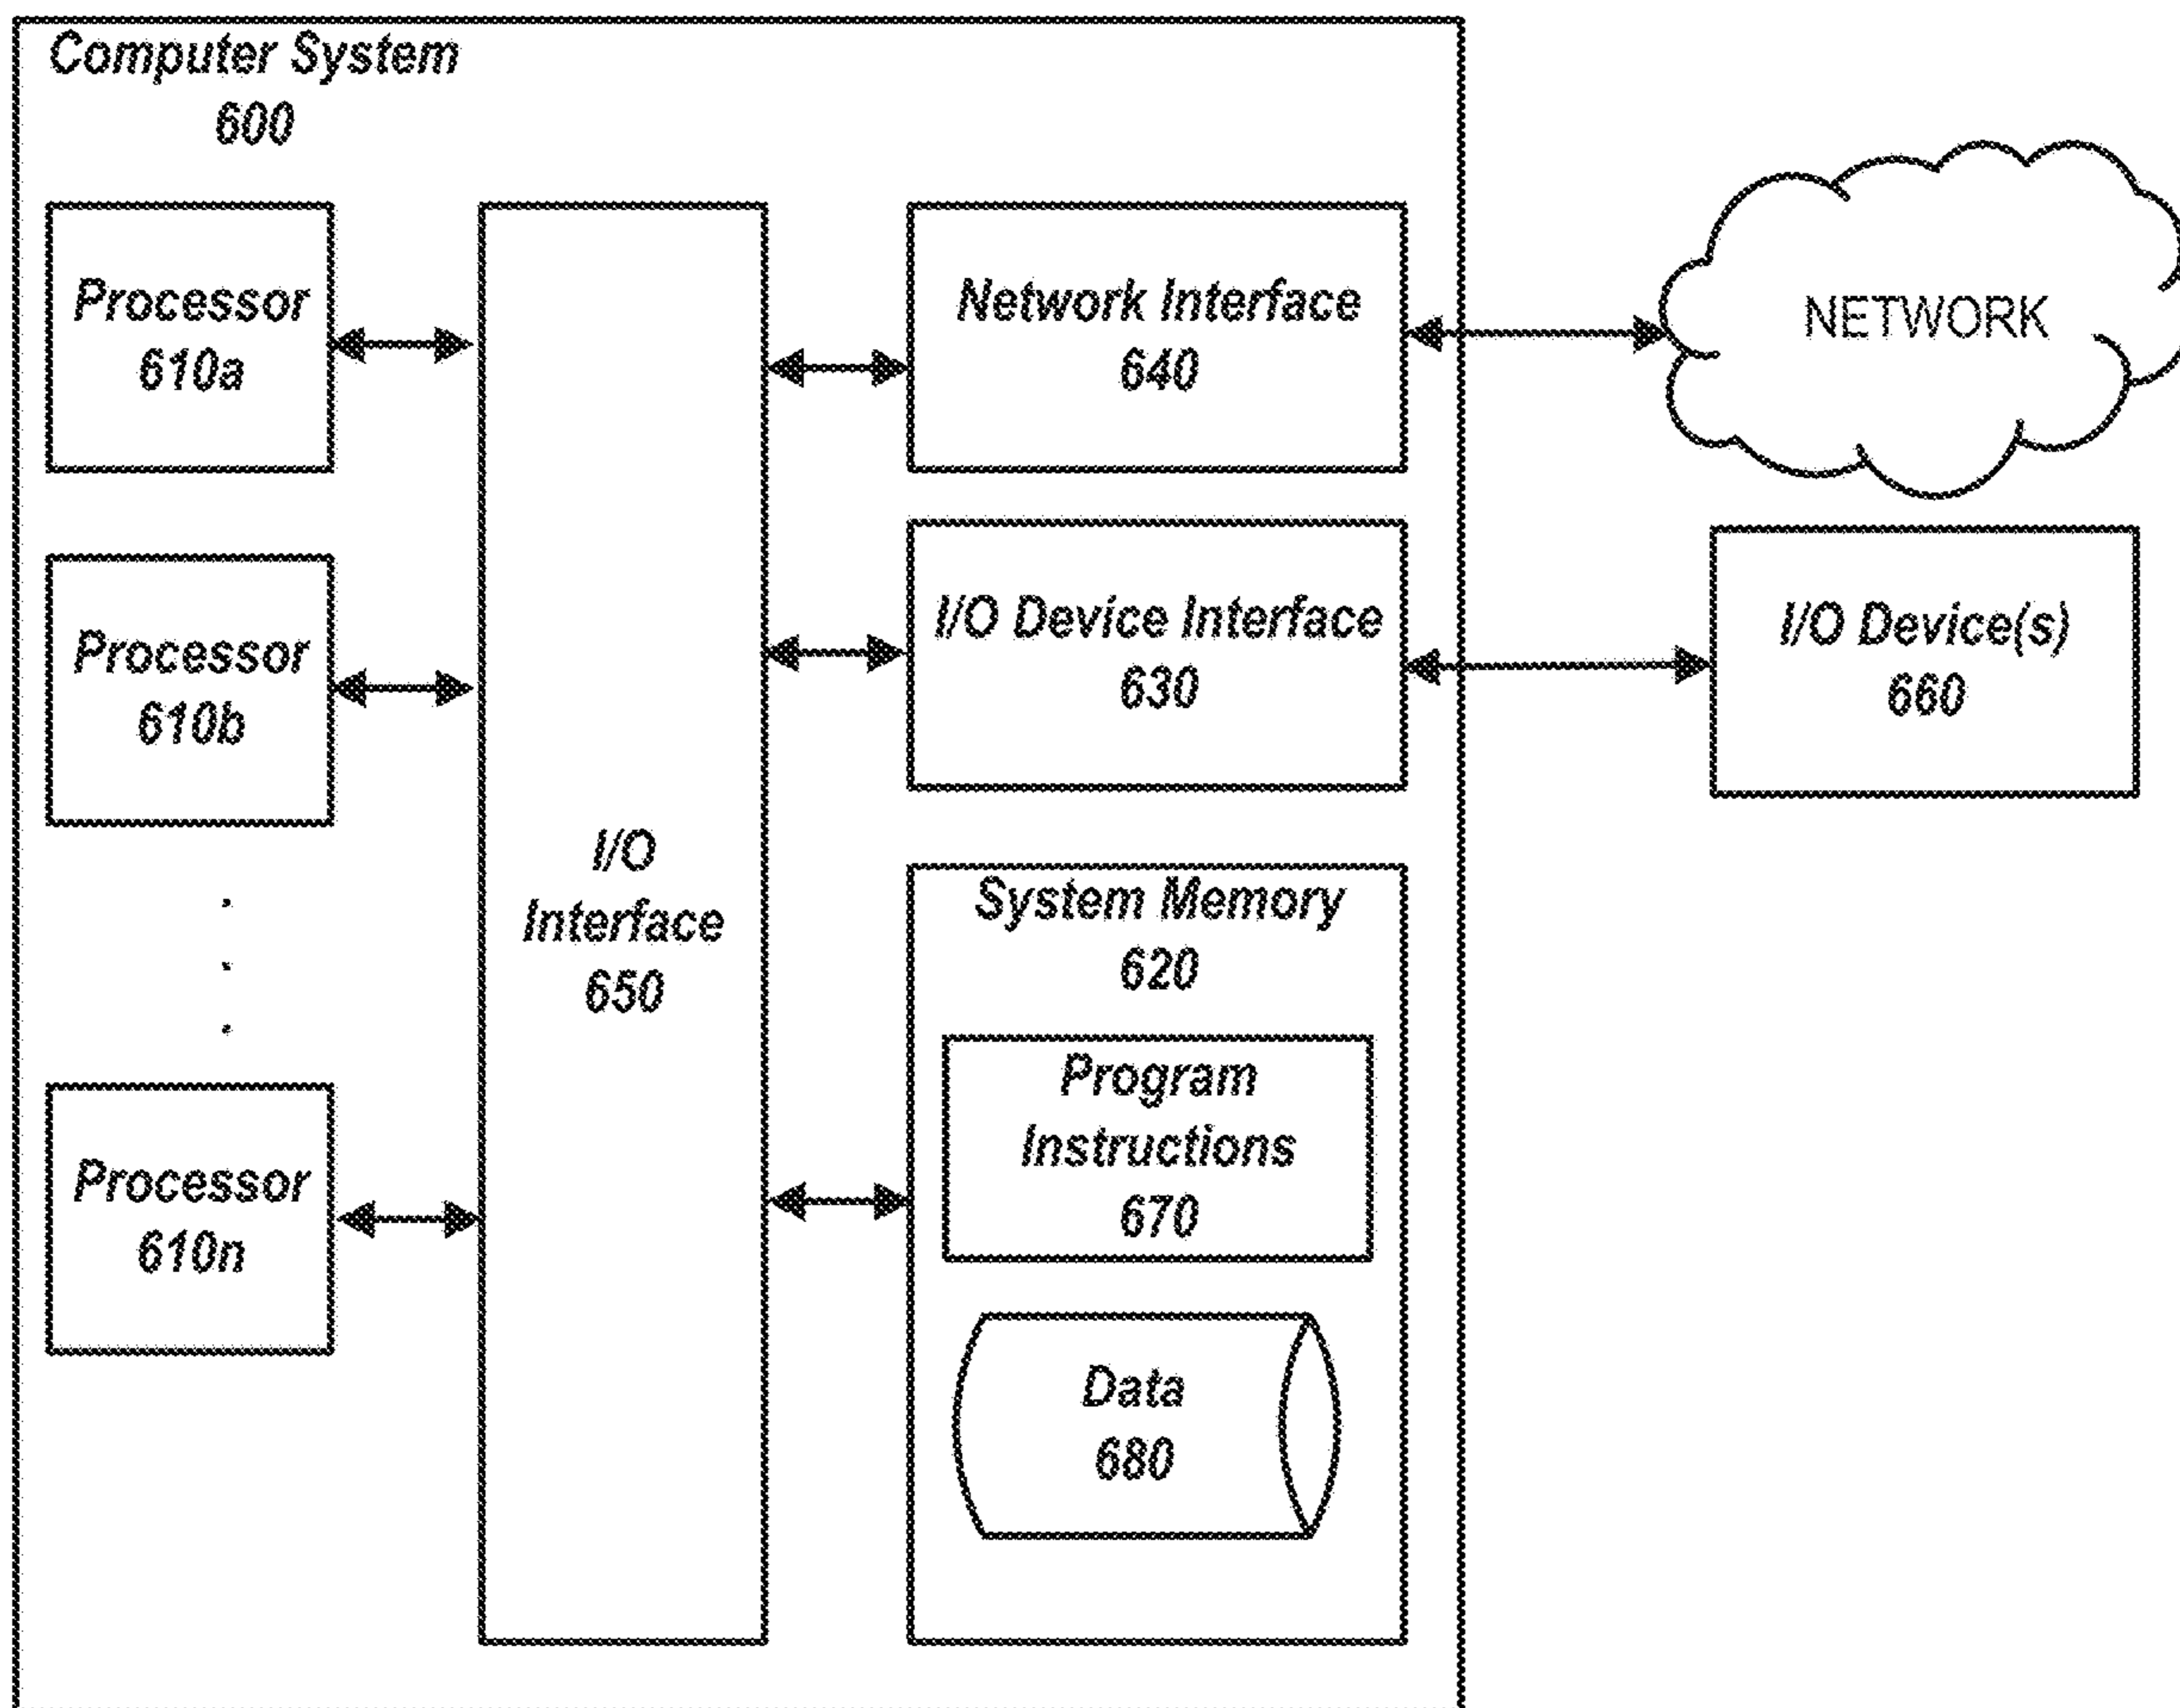 Computer System
600
Processor
610a
Processor
610b
Processor
610n
I/O
Interface
650
Network Interface
640
I/O Device Interface
630
System Memory
620
Program
Instructions
670
Data
680
NETWORK
I/O Device(s)
660